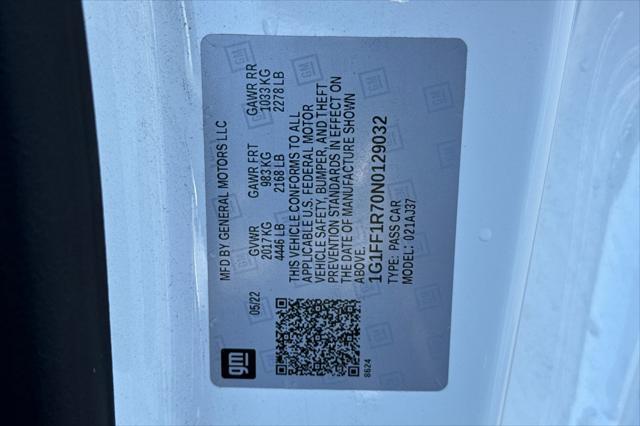 MFD BY GENERAL MOTORS LLC
05/22
GVWR GAWR FRT GAWR RR
2017 KG 983 KG 1033 KG
4446 LB 2168 LB 2278 LB
THIS VEHICLE CONFORMS TO ALL
APPLICABLE U.S. FEDERAL MOTOR
VEHICLE SAFETY, BUMPER, AND THEFT
PREVENTION STANDARDS IN EFFECT ON
THE DATE OF MANUFACTURE SHOWN
ABOVE.
1G1FF1R70N0129032
TYPE: PASS CAR
MODEL: 021AJ37
gm
8624